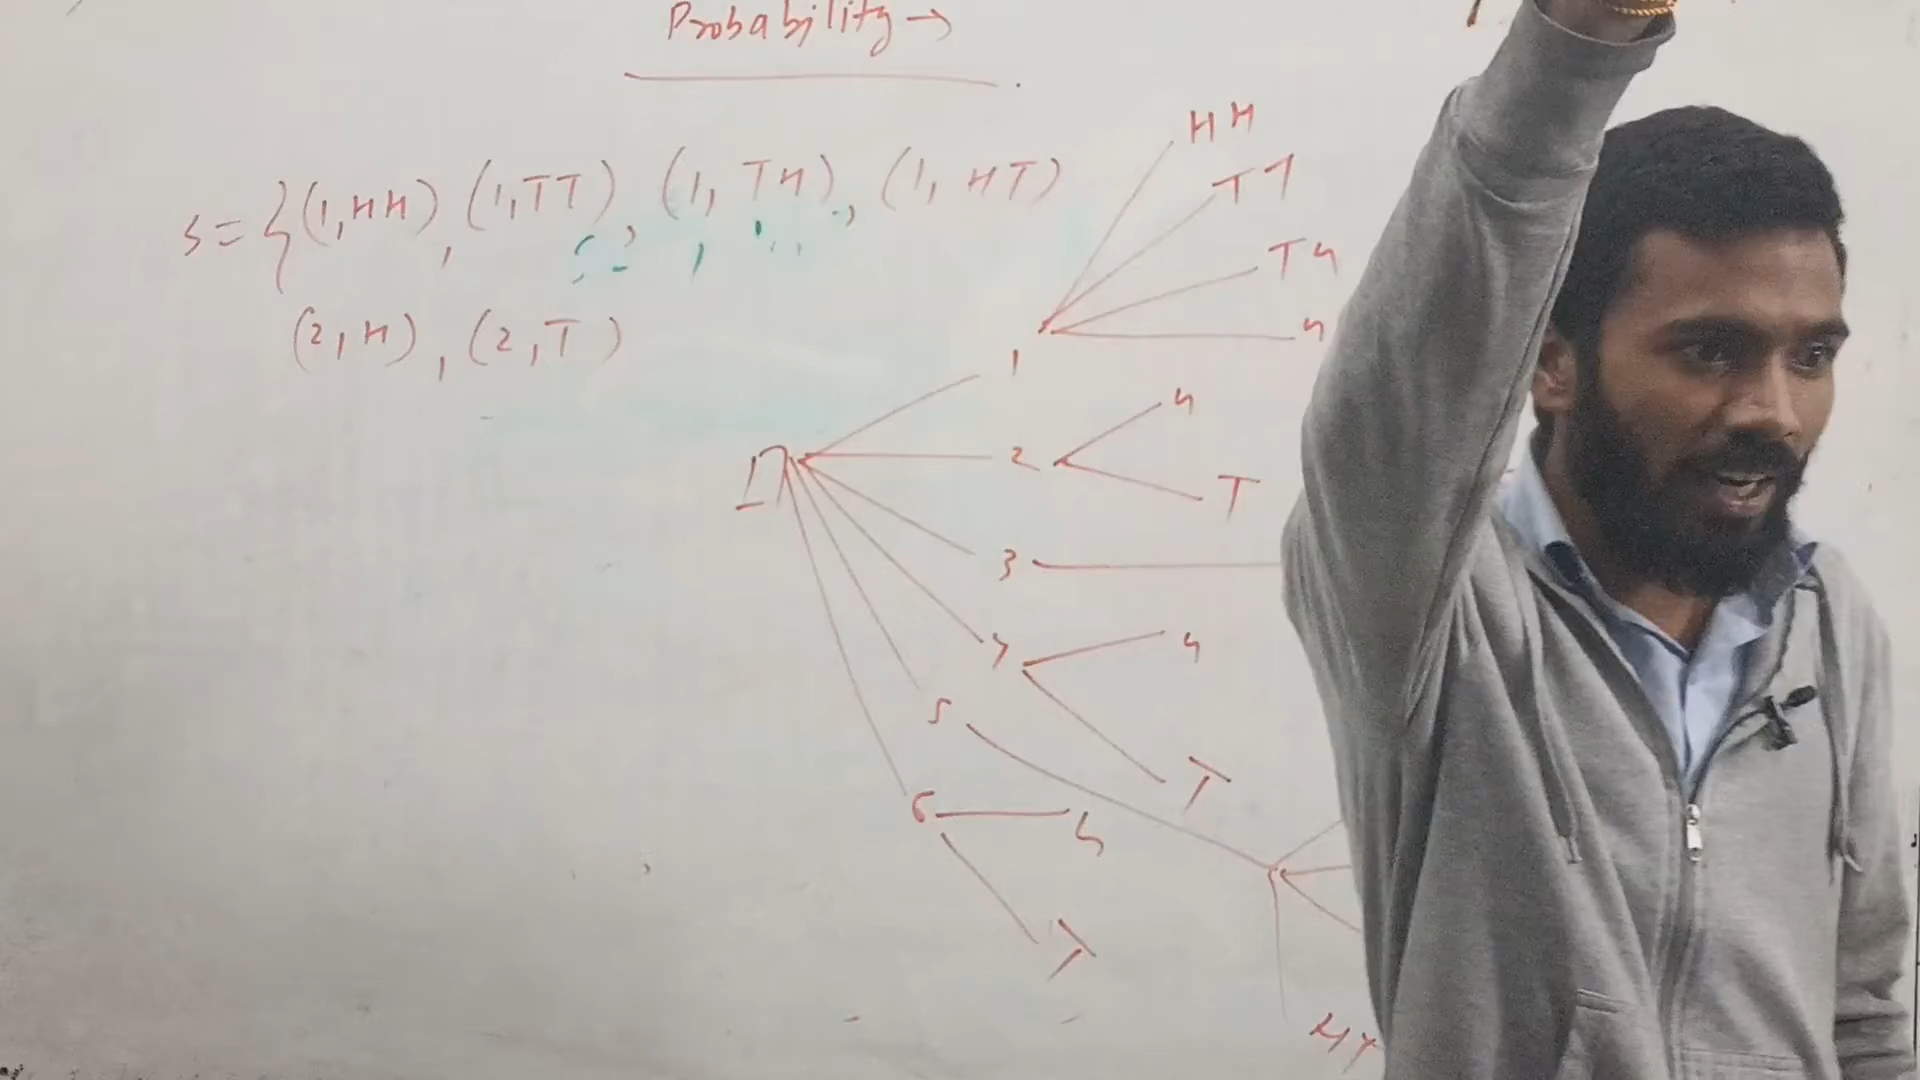 Probability →
S = { (1,HH), (1,TT), (1, TH), (1, HT)
(2,H), (2,T)
HH
TT
TH
H
1
H
2
T
3
4
H
5
T
6
H
T
HT